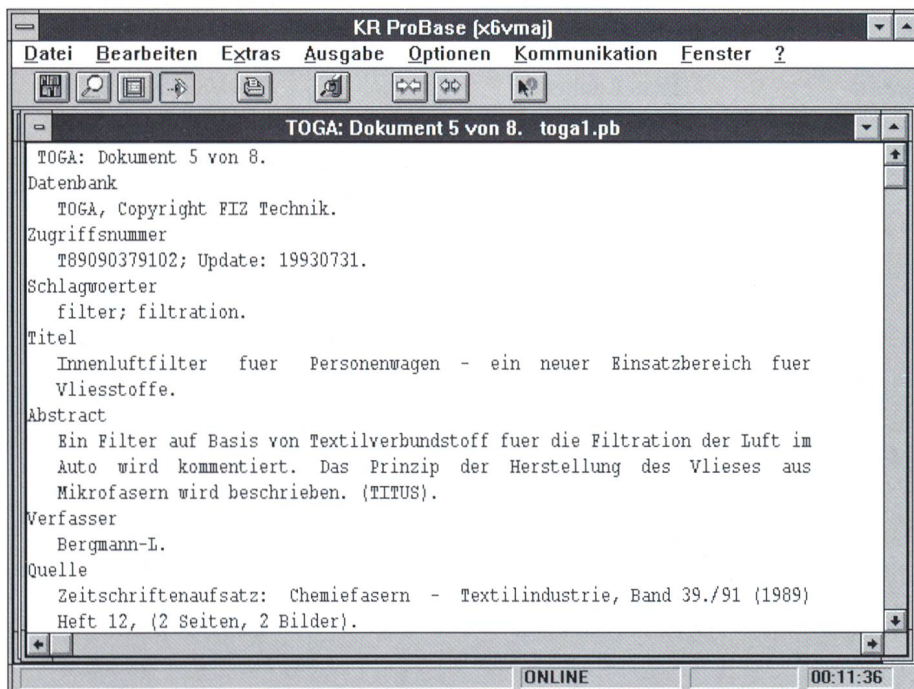 KR ProBase (x6vmaj)
Datei Bearbeiten Extras Ausgabe Optionen Kommunikation Fenster ?
TOGA: Dokument 5 von 8. toga1.pb
TOGA: Dokument 5 von 8.
Datenbank
TOGA, Copyright FIZ Technik.
Zugriffsnummer
T89090379102; Update: 19930731.
Schlagwoerter
filter; filtration.
Titel
Innenluftfilter fuer Personenwagen - ein neuer Einsatzbereich fuer
Vliesstoffe.
Abstract
Ein Filter auf Basis von Textilverbundstoff fuer die Filtration der Luft im
Auto wird kommentiert. Das Prinzip der Herstellung des Vlieses aus
Mikrofasern wird beschrieben. (TITUS).
Verfasser
Bergmann-L.
Quelle
Zeitschriftenaufsatz: Chemiefasern - Textilindustrie, Band 39./91 (1989)
Heft 12, (2 Seiten, 2 Bilder).
ONLINE 00:11:36